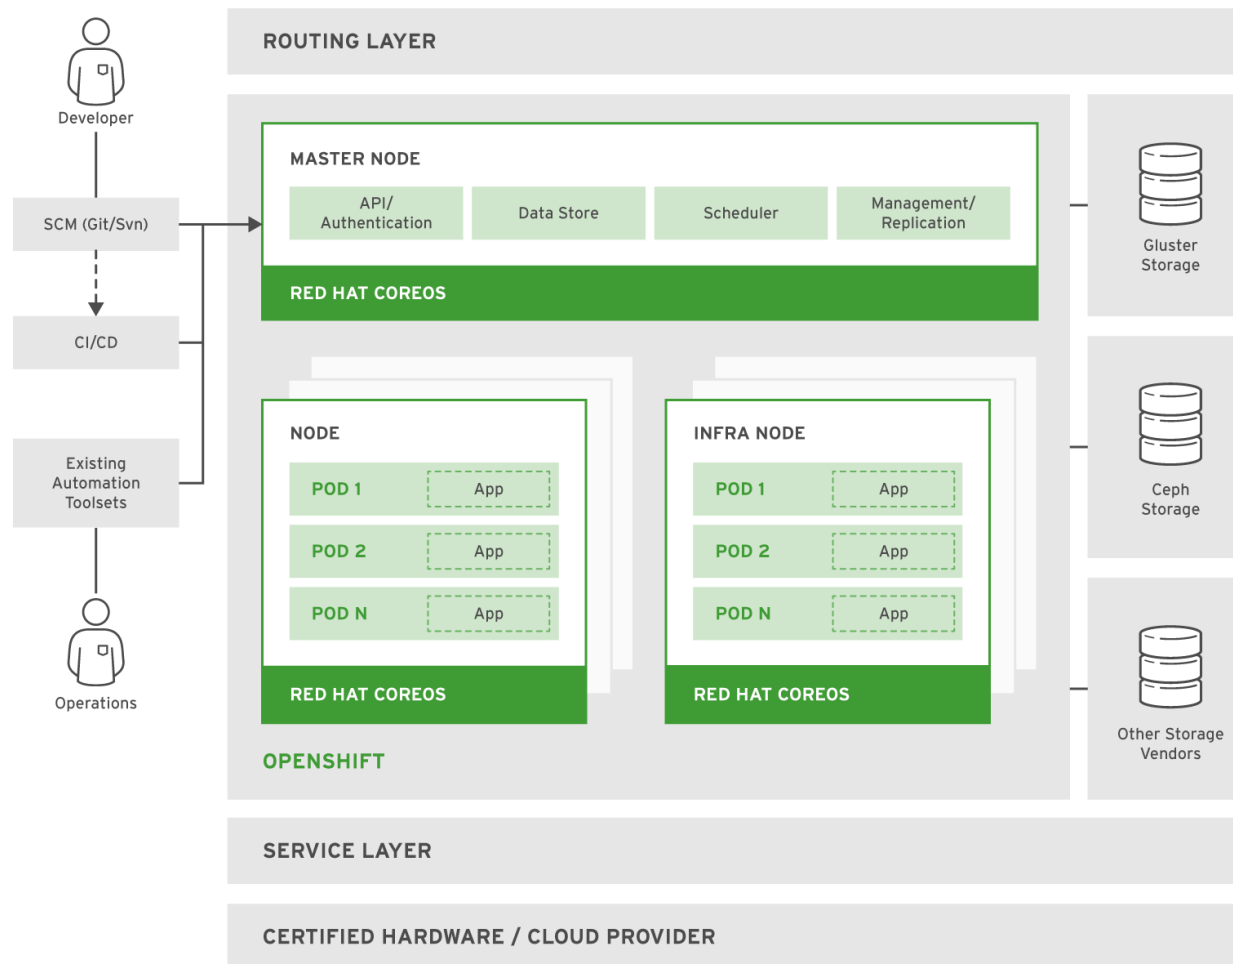 Developer
SCM (Git/Svn)
CI/CD
Existing
Automation
Toolsets
Operations
ROUTING LAYER
MASTER NODE
API/
Authentication
Data Store
Scheduler
Management/
Replication
RED HAT COREOS
NODE
POD 1
App
POD 2
App
POD N
App
RED HAT COREOS
INFRA NODE
POD 1
App
POD 2
App
POD N
App
RED HAT COREOS
OPENSHIFT
Gluster
Storage
Ceph
Storage
Other Storage
Vendors
SERVICE LAYER
CERTIFIED HARDWARE / CLOUD PROVIDER